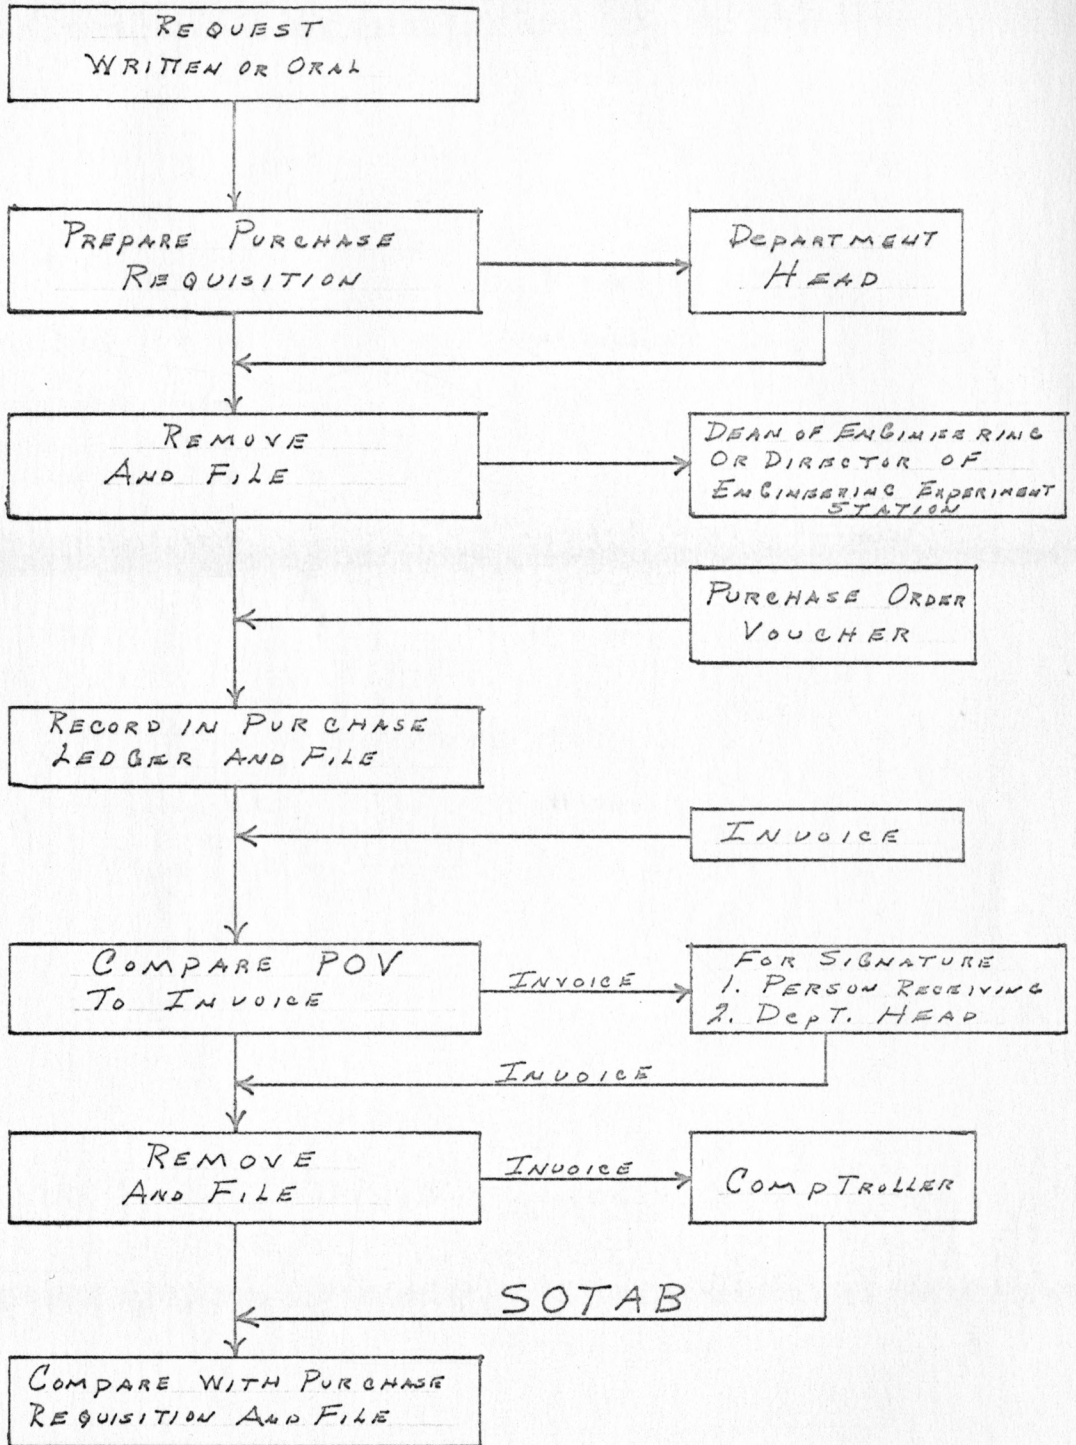 REQUEST
WRITTEN OR ORAL
PREPARE PURCHASE
REQUISITION
DEPARTMENT
HEAD
REMOVE
AND FILE
DEAN OF ENGINEERING
OR DIRECTOR OF
ENGINEERING EXPERIMENT
STATION
PURCHASE ORDER
VOUCHER
RECORD IN PURCHASE
LEDGER AND FILE
INVOICE
COMPARE POV
TO INVOICE
INVOICE
FOR SIGNATURE
1. PERSON RECEIVING
2. DEPT. HEAD
INVOICE
REMOVE
AND FILE
INVOICE
COMPTROLLER
SOTAB
COMPARE WITH PURCHASE
REQUISITION AND FILE